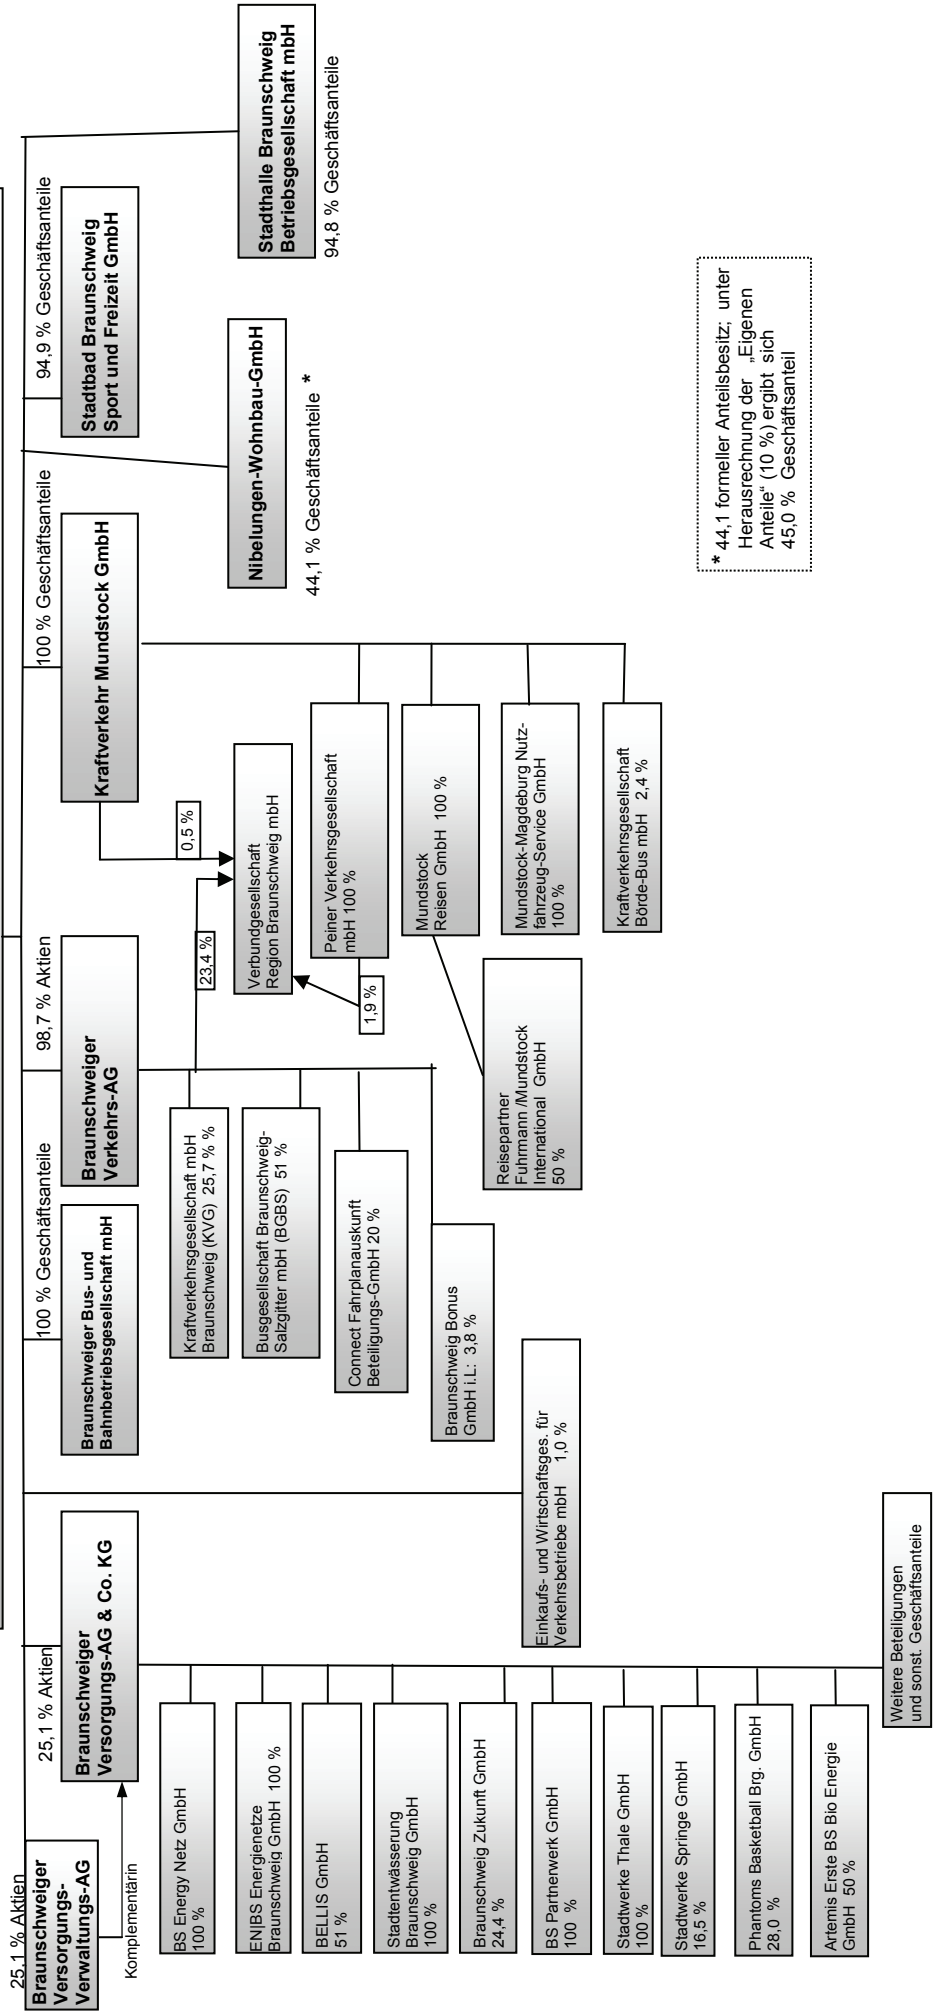 25,1 % Aktien
Braunschweiger
Versorgungs-
Verwaltungs-AG
Komplementärin
25,1 % Aktien
Braunschweiger
Versorgungs-AG & Co. KG
BS Energy Netz GmbH
100 %
EN|BS Energienetze
Braunschweig GmbH 100 %
BELLIS GmbH
51 %
Stadtentwässerung
Braunschweig GmbH
100 %
Braunschweig Zukunft GmbH
24,4 %
BS Partnerwerk GmbH
100 %
Stadtwerke Thale GmbH
100 %
Stadtwerke Springe GmbH
16,5 %
Phantoms Basketball Brg. GmbH
28,0 %
Artemis Erste BS Bio Energie
GmbH 50 %
Weitere Beteiligungen
und sonst. Geschäftsanteile
Einkaufs- und Wirtschaftsges. für
Verkehrsbetriebe mbH 1,0 %
100 % Geschäftsanteile
Braunschweiger Bus- und
Bahnbetriebsgesellschaft mbH
98,7 % Aktien
Braunschweiger
Verkehrs-AG
Kraftverkehrsgesellschaft mbH
Braunschweig (KVG) 25,7 % %
Busgesellschaft Braunschweig-
Salzgitter mbH (BGBS) 51 %
Connect Fahrplanauskunft
Beteiligungs-GmbH 20 %
Braunschweig Bonus
GmbH i.L: 3,8 %
23,4 %
0,5 %
1,9 %
Verbundgesellschaft
Region Braunschweig mbH
100 % Geschäftsanteile
Kraftverkehr Mundstock GmbH
Peiner Verkehrsgesellschaft
mbH 100 %
Mundstock
Reisen GmbH 100 %
Reisepartner
Fuhrmann /Mundstock
International GmbH
50 %
Mundstock-Magdeburg Nutz-
fahrzeug-Service GmbH
100 %
Kraftverkehrsgesellschaft
Börde-Bus mbH 2,4 %
Nibelungen-Wohnbau-GmbH
44,1 % Geschäftsanteile *
94,9 % Geschäftsanteile
Stadtbad Braunschweig
Sport und Freizeit GmbH
Stadthalle Braunschweig
Betriebsgesellschaft mbH
94,8 % Geschäftsanteile
* 44,1 formeller Anteilsbesitz; unter
Herausrechnung der „Eigenen
Anteile“ (10 %) ergibt sich
45,0 % Geschäftsanteil